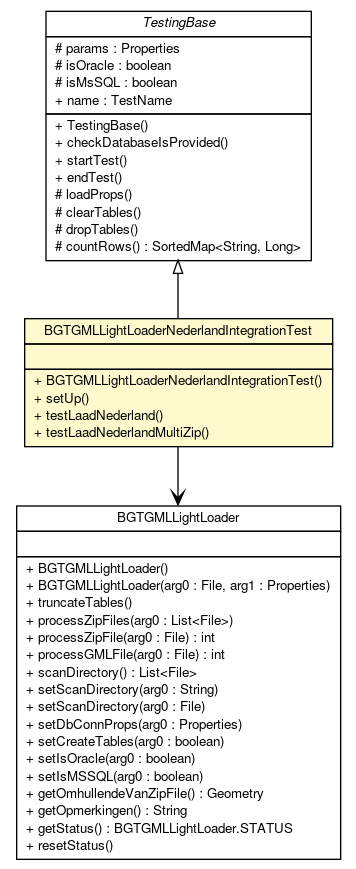 TestingBase
# params : Properties
# isOracle : boolean
# isMsSQL : boolean
+ name : TestName
+ TestingBase()
+ checkDatabaseIsProvided()
+ startTest()
+ endTest()
# loadProps()
# clearTables()
# dropTables()
# countRows() : SortedMap<String, Long>
BGTGMLLightLoaderNederlandIntegrationTest
+ BGTGMLLightLoaderNederlandIntegrationTest()
+ setUp()
+ testLaadNederland()
+ testLaadNederlandMultiZip()
BGTGMLLightLoader
+ BGTGMLLightLoader()
+ BGTGMLLightLoader(arg0 : File, arg1 : Properties)
+ truncateTables()
+ processZipFiles(arg0 : List<File>)
+ processZipFile(arg0 : File) : int
+ processGMLFile(arg0 : File) : int
+ scanDirectory() : List<File>
+ setScanDirectory(arg0 : String)
+ setScanDirectory(arg0 : File)
+ setDbConnProps(arg0 : Properties)
+ setCreateTables(arg0 : boolean)
+ setIsOracle(arg0 : boolean)
+ setIsMSSQL(arg0 : boolean)
+ getOmhullendeVanZipFile() : Geometry
+ getOpmerkingen() : String
+ getStatus() : BGTGMLLightLoader.STATUS
+ resetStatus()